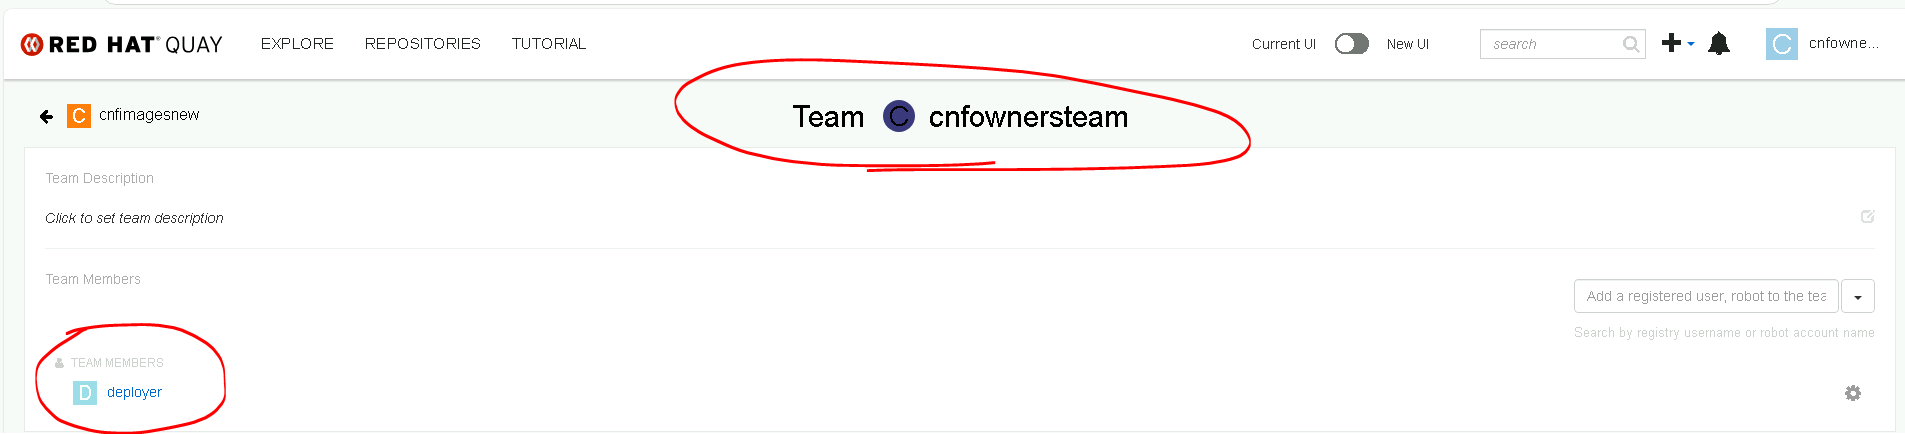 RED HAT QUAY EXPLORE REPOSITORIES TUTORIAL Current UI New UI search C cnfowne...
C cnfimagesnew Team C cnfownersteam
Team Description
Click to set team description
Team Members
Add a registered user, robot to the tea
Search by registry username or robot account name
TEAM MEMBERS
D deployer